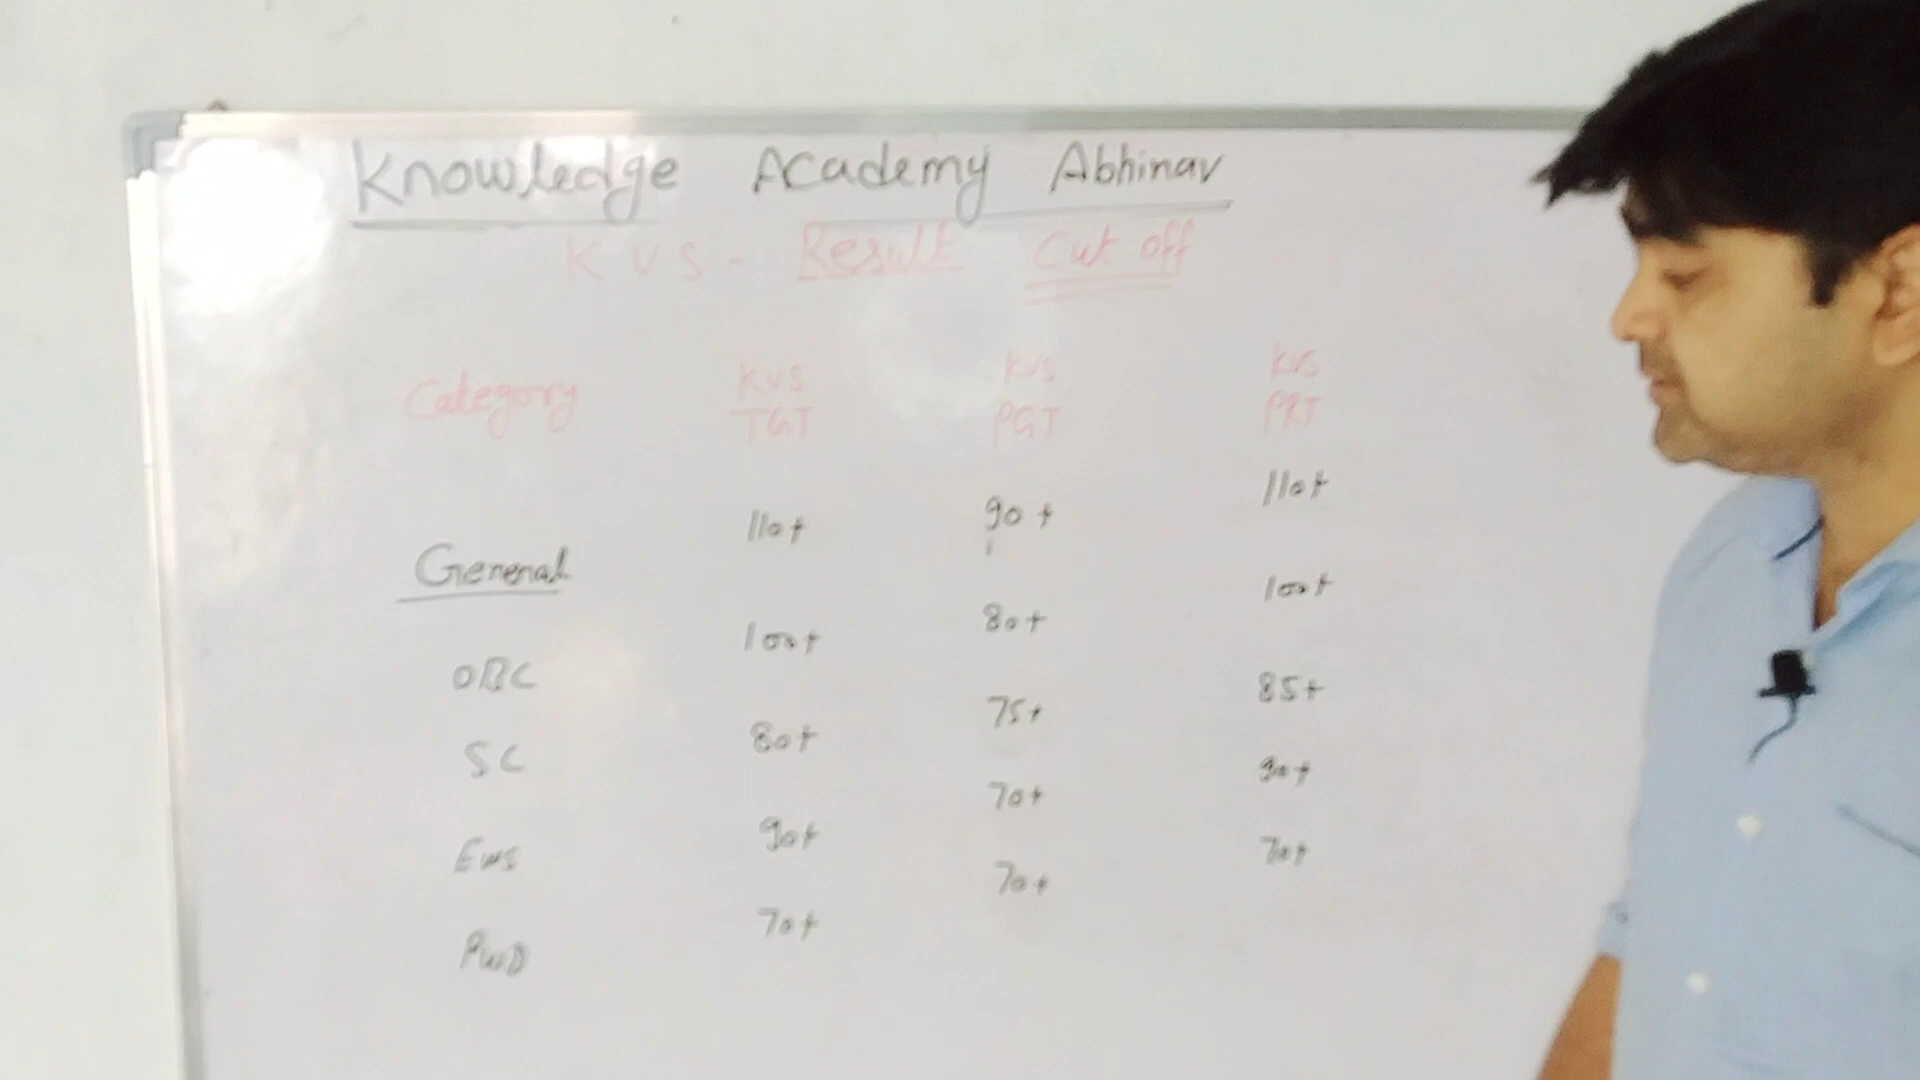 Knowledge Academy Abhinav
KVS - Result Cut off
Category KVS TGT KVS PGT KVS PRT
General 110+ 90+ 110+
OBC 100+ 80+ 100+
SC 80+ 75+ 85+
EWS 90+ 70+ 90+
PWD 70+ 70+ 70+